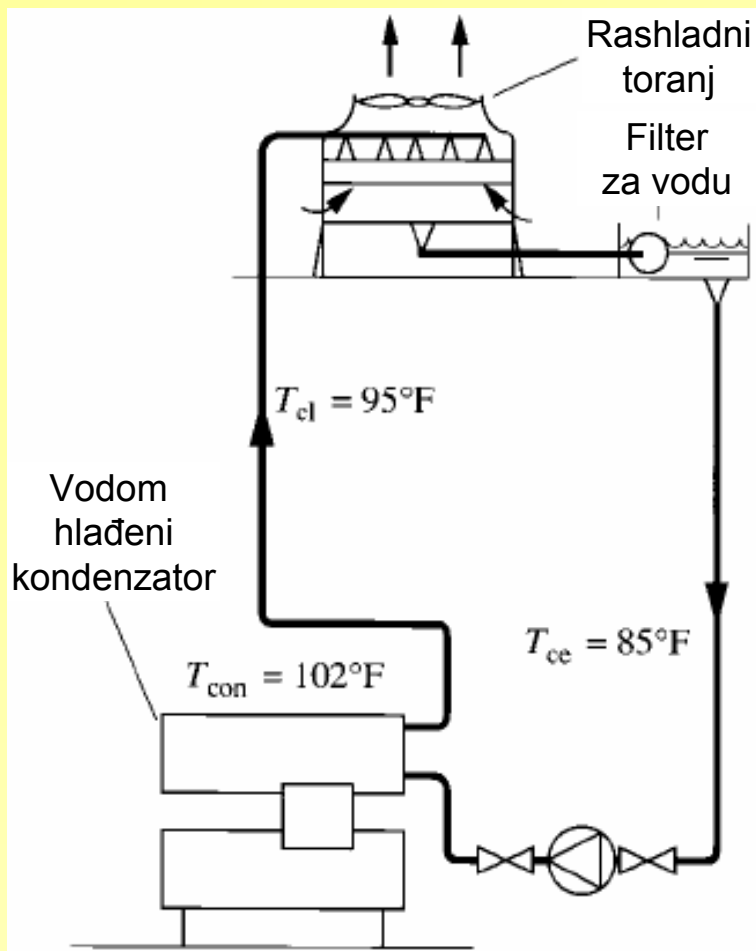 Rashladni
toranj
Filter
za vodu
T_cl = 95°F
Vodom
hlađeni
kondenzator
T_ce = 85°F
T_con = 102°F